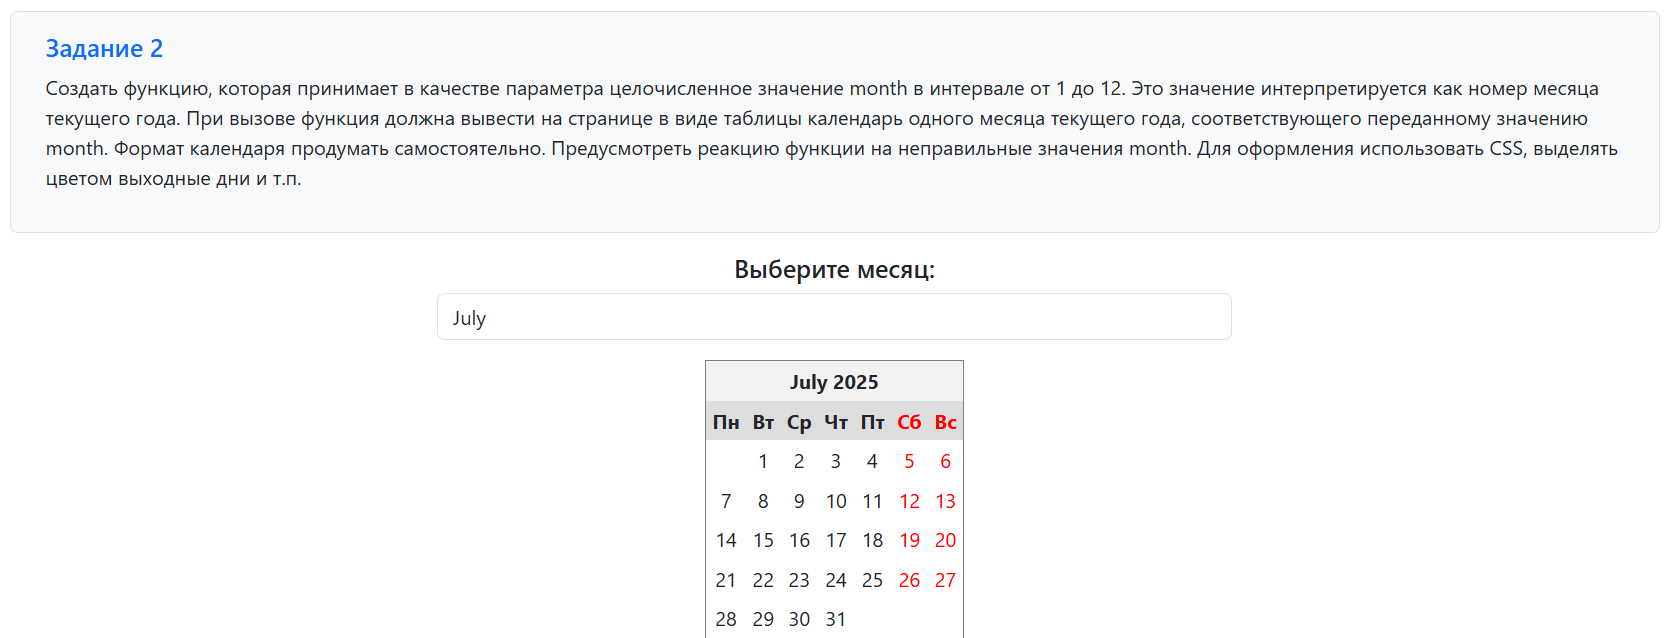 Задание 2
Создать функцию, которая принимает в качестве параметра целочисленное значение month в интервале от 1 до 12. Это значение интерпретируется как номер месяца
текущего года. При вызове функция должна вывести на странице в виде таблицы календарь одного месяца текущего года, соответствующего переданному значению
month. Формат календаря продумать самостоятельно. Предусмотреть реакцию функции на неправильные значения month. Для оформления использовать CSS, выделять
цветом выходные дни и т.п.
Выберите месяц:
July
July 2025
Пн Вт Ср Чт Пт Сб Вс
1 2 3 4 5 6
7 8 9 10 11 12 13
14 15 16 17 18 19 20
21 22 23 24 25 26 27
28 29 30 31